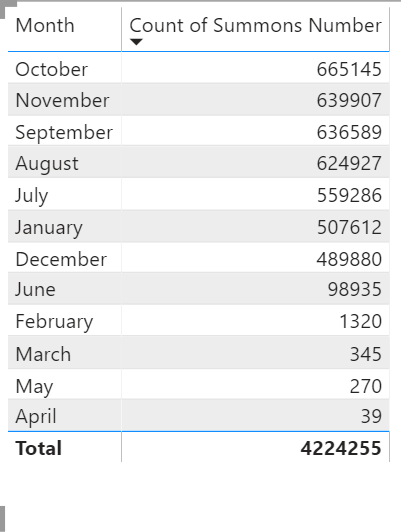 Month Count of Summons Number
October 665145
November 639907
September 636589
August 624927
July 559286
January 507612
December 489880
June 98935
February 1320
March 345
May 270
April 39
Total 4224255